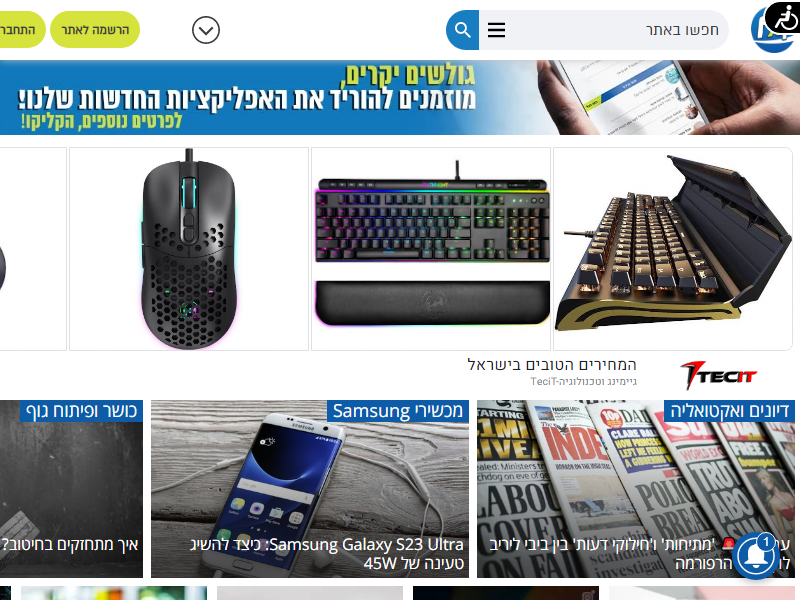 חפשו באתר
הרשמה לאתר
התחבר
גולשים יקרים,
מוזמנים להוריד את האפליקציות החדשות שלנו!
לפרטים נוספים, הקליקו!
TECIT
המחירים הטובים בישראל
גיימינג וטכנולוגיה-TeciT
דיונים ואקטואליה
מכשירי Samsung
כושר ופיתוח גוף
'מתיחות' ו'חילוקי דעות' בין ביבי ליריב
הרפורמה
1
Samsung Galaxy S23 Ultra: כיצד להשיג
טעינה של 45W
איך מתחזקים בחיטוב?